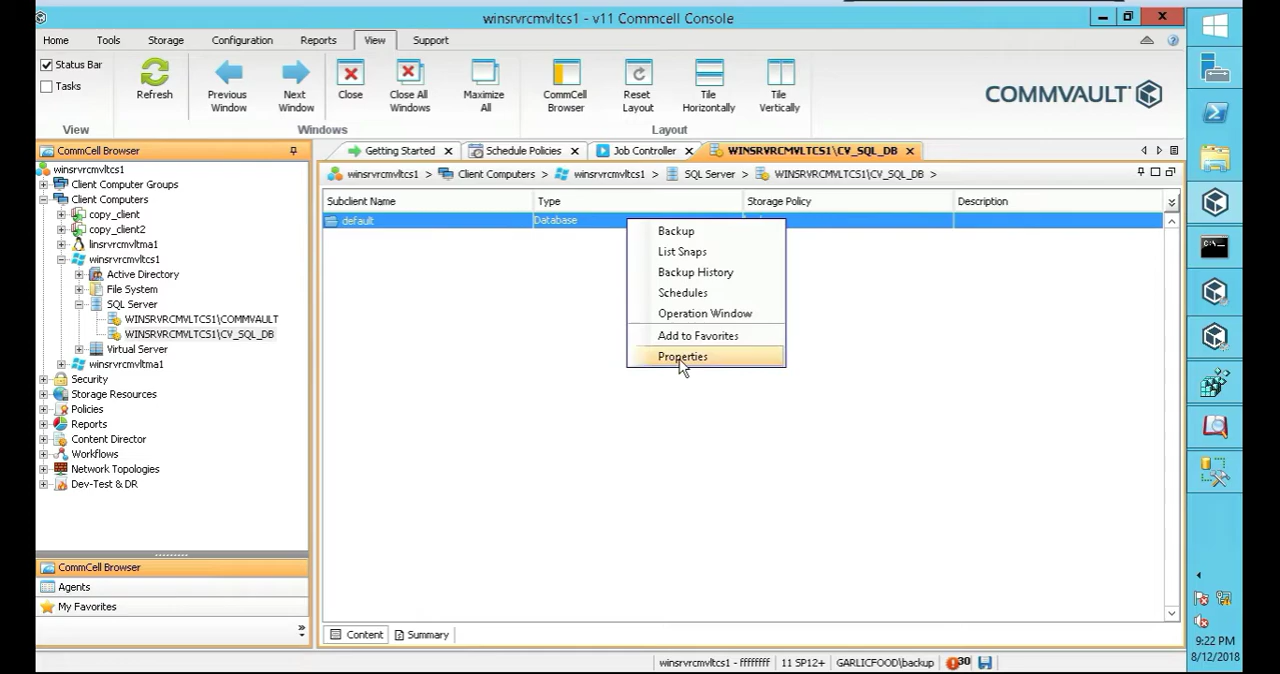 winsrvrcmvltcs1 - v11 Commcell Console
Home Tools Storage Configuration Reports View Support
Status Bar
Tasks
Refresh
Previous Window
Next Window
Close
Close All Windows
Maximize All
CommCell Browser
Reset Layout
Tile Horizontally
Tile Vertically
COMMVAULT
View Windows Layout
CommCell Browser
Getting Started Schedule Policies Job Controller WINSRVRCMVLTCS1\CV_SQL_DB
winsrvrcmvltcs1 > Client Computers > winsrvrcmvltcs1 > SQL Server > WINSRVRCMVLTCS1\CV_SQL_DB >
winsrvrcmvltcs1
Client Computer Groups
Client Computers
copy_client
copy_client2
linsrvrcmvltma1
winsrvrcmvltcs1
Active Directory
File System
SQL Server
WINSRVRCMVLTCS1\COMMVAULT
WINSRVRCMVLTCS1\CV_SQL_DB
Virtual Server
winsrvrcmvltma1
Security
Storage Resources
Policies
Reports
Content Director
Workflows
Network Topologies
Dev-Test & DR
CommCell Browser
Agents
My Favorites
Subclient Name Type Storage Policy Description
default Database
Backup
List Snaps
Backup History
Schedules
Operation Window
Add to Favorites
Properties
Content Summary
winsrvrcmvltcs1 - ffffffff 11 SP12+ GARLICFOOD\backup 30
9:22 PM
8/12/2018